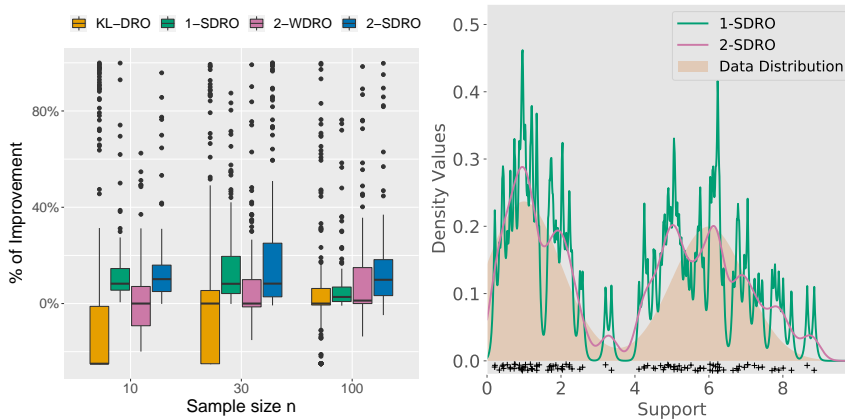 KL–DRO 1–SDRO 2–WDRO 2–SDRO
% of Improvement
80%
40%
0%
10 30 100
Sample size n
1-SDRO
2-SDRO
Data Distribution
Density Values
0.5
0.4
0.3
0.2
0.1
0.0
0 2 4 6 8
Support